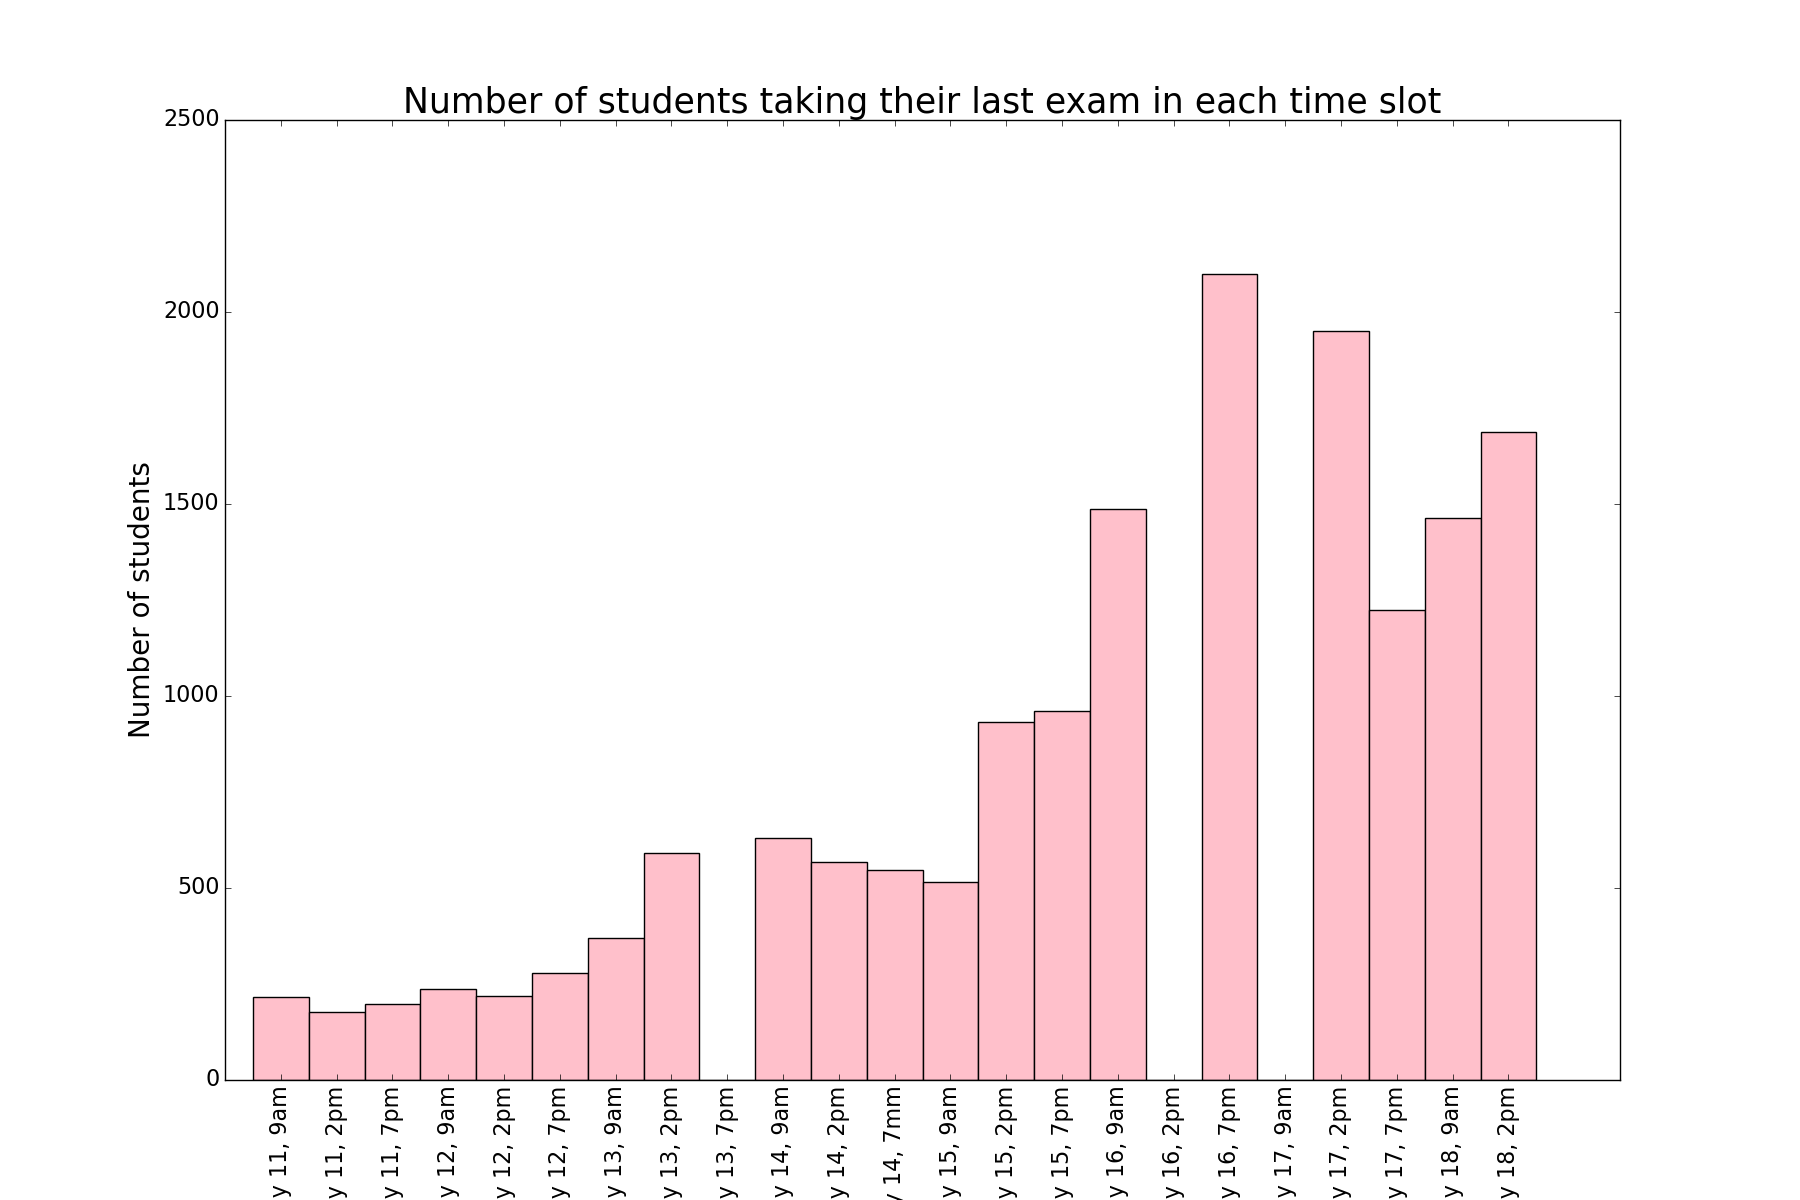 Number of students taking their last exam in each time slot
Number of students
2500
2000
1500
1000
500
0
y 11, 9am
y 11, 2pm
y 11, 7pm
y 12, 9am
y 12, 2pm
y 12, 7pm
y 13, 9am
y 13, 2pm
y 13, 7pm
y 14, 9am
y 14, 2pm
y 14, 7mm
y 15, 9am
y 15, 2pm
y 15, 7pm
y 16, 9am
y 16, 2pm
y 16, 7pm
y 17, 9am
y 17, 2pm
y 17, 7pm
y 18, 9am
y 18, 2pm